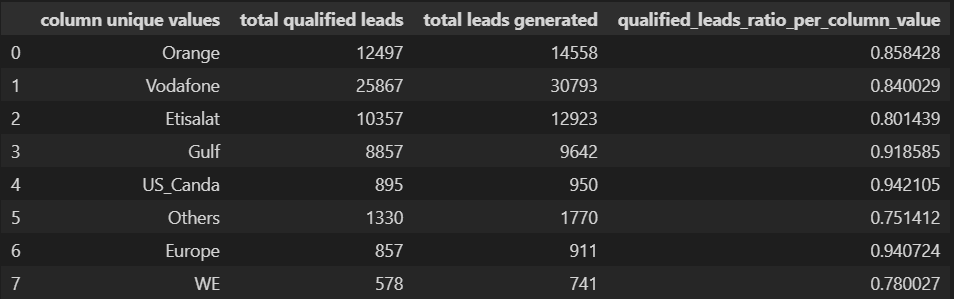 column unique values total qualified leads total leads generated qualified_leads_ratio_per_column_value
0 Orange 12497 14558 0.858428
1 Vodafone 25867 30793 0.840029
2 Etisalat 10357 12923 0.801439
3 Gulf 8857 9642 0.918585
4 US_Canda 895 950 0.942105
5 Others 1330 1770 0.751412
6 Europe 857 911 0.940724
7 WE 578 741 0.780027